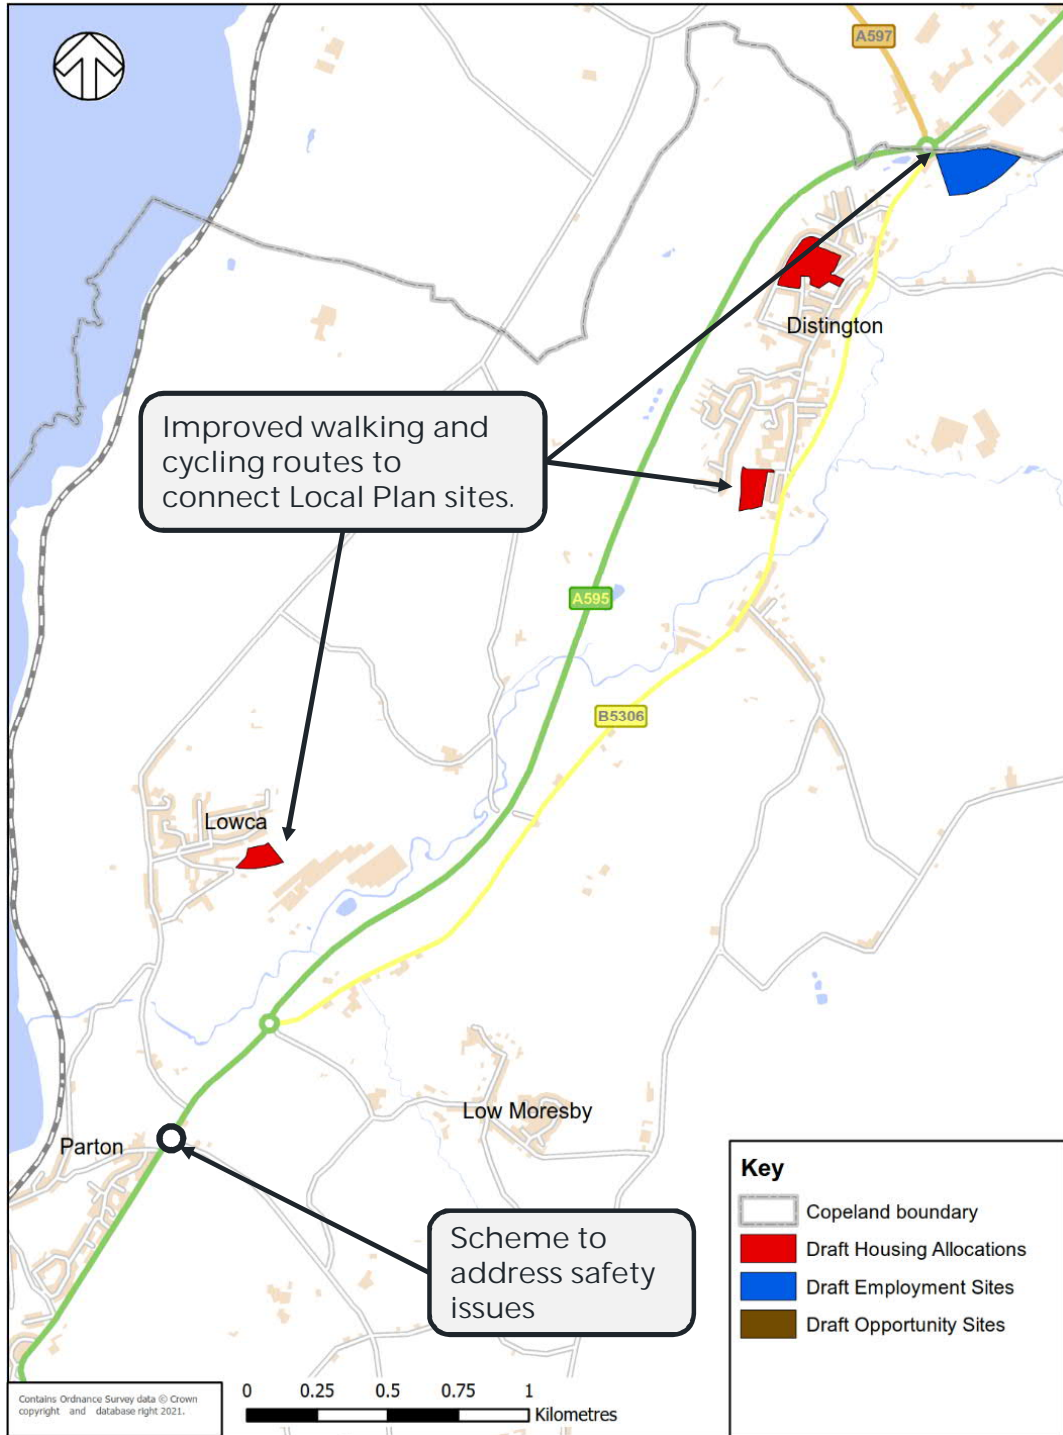 A597
Distington
Improved walking and
cycling routes to
connect Local Plan sites.
A595
B5306
Lowca
Low Moresby
Parton
Scheme to
address safety
issues
Key
Copeland boundary
Draft Housing Allocations
Draft Employment Sites
Draft Opportunity Sites
Contains Ordnance Survey data © Crown
copyright and database right 2021.
0 0.25 0.5 0.75 1
Kilometres